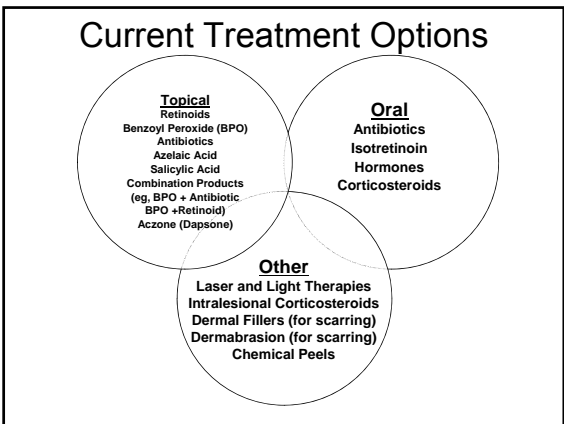 Current Treatment Options
Topical
Retinoids
Benzoyl Peroxide (BPO)
Antibiotics
Azelaic Acid
Salicylic Acid
Combination Products
(eg, BPO + Antibiotic
BPO +Retinoid)
Aczone (Dapsone)
Oral
Antibiotics
Isotretinoin
Hormones
Corticosteroids
Other
Laser and Light Therapies
Intralesional Corticosteroids
Dermal Fillers (for scarring)
Dermabrasion (for scarring)
Chemical Peels